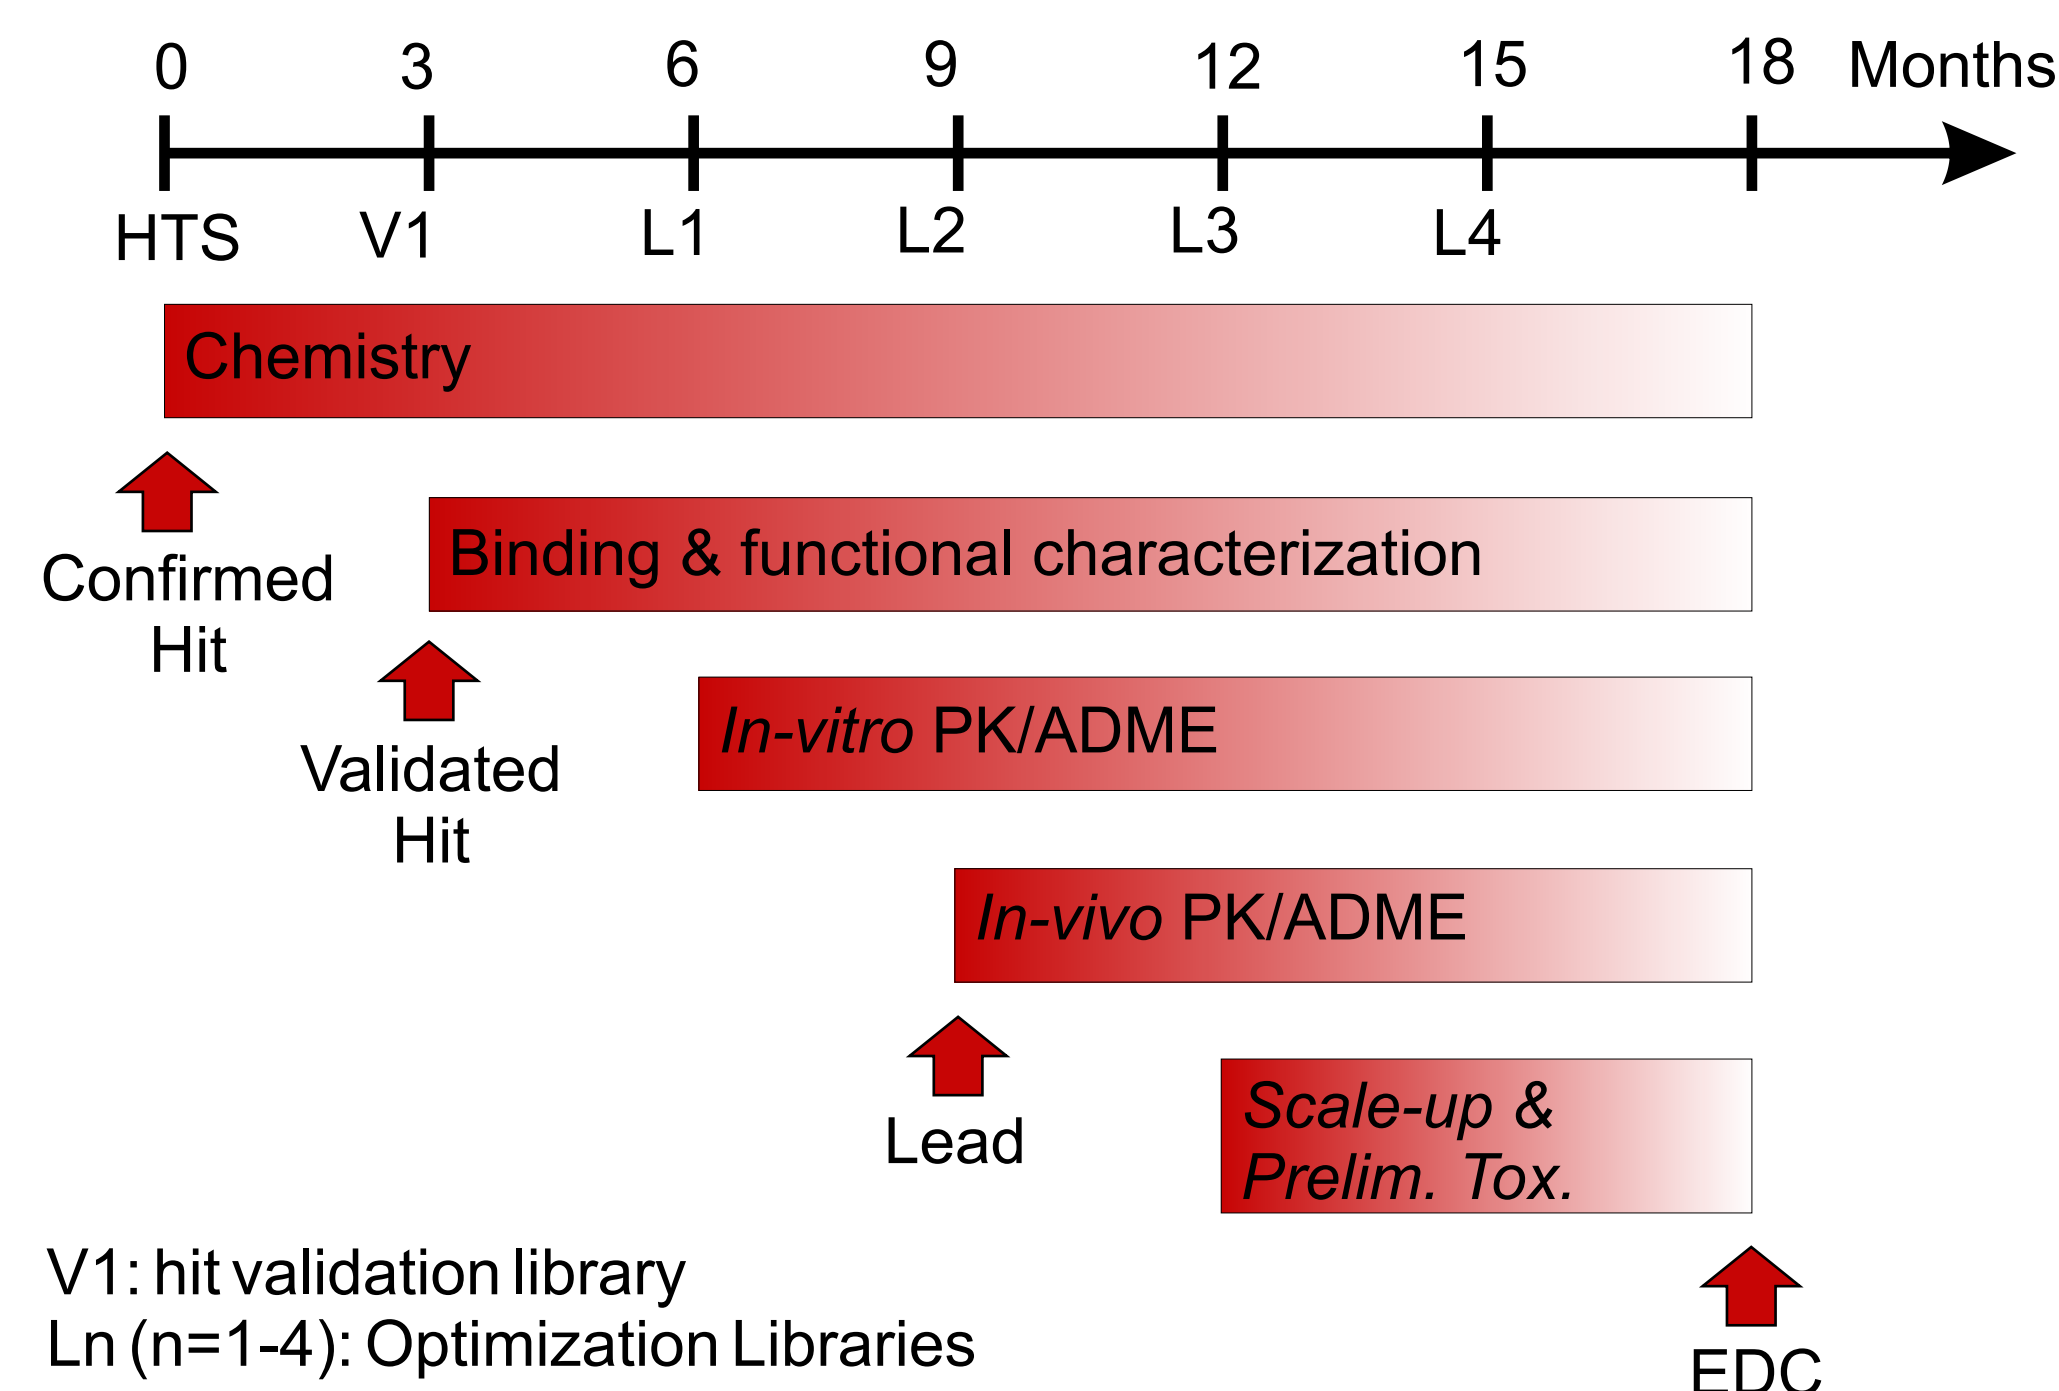 0 3 6 9 12 15 18 Months
HTS V1 L1 L2 L3 L4
Chemistry
Confirmed
Hit
Binding & functional characterization
Validated
Hit
In-vitro PK/ADME
In-vivo PK/ADME
Lead
Scale-up &
Prelim. Tox.
V1: hit validation library
Ln (n=1-4): Optimization Libraries
EDC